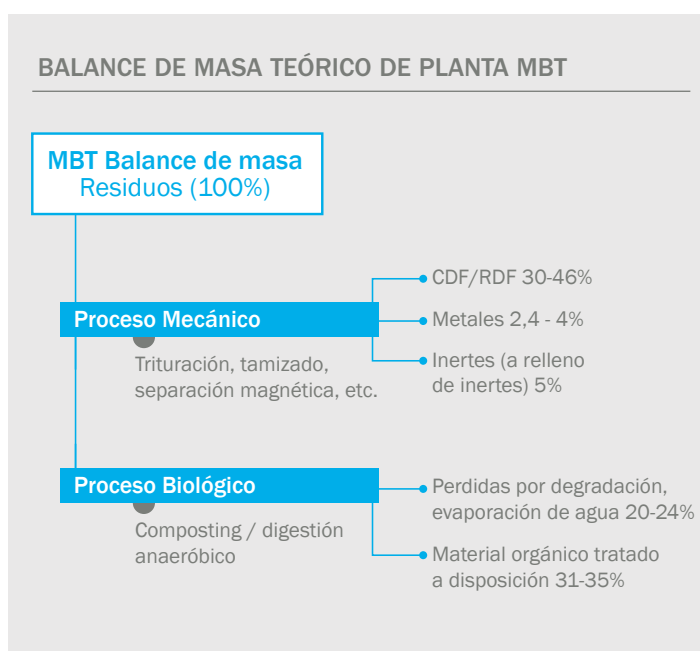 BALANCE DE MASA TEÓRICO DE PLANTA MBT
MBT Balance de masa
Residuos (100%)
CDF/RDF 30-46%
Proceso Mecánico
Metales 2,4 - 4%
Trituración, tamizado,
separación magnética, etc.
Inertes (a relleno
de inertes) 5%
Proceso Biológico
Perdidas por degradación,
evaporación de agua 20-24%
Composting / digestión
anaeróbico
Material orgánico tratado
a disposición 31-35%